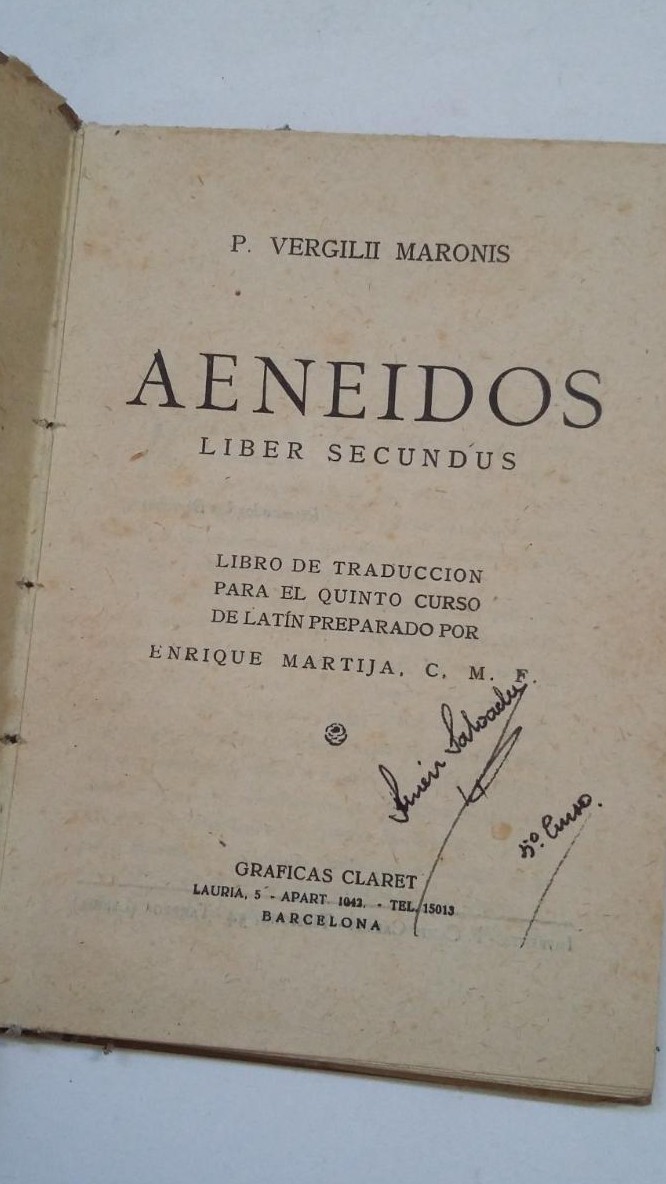 P. VERGILII MARONIS
AENEIDOS
LIBER SECUNDUS
LIBRO DE TRADUCCION
PARA EL QUINTO CURSO
DE LATÍN PREPARADO POR
ENRIQUE MARTIJA, C. M. F.
5º. Curso.
GRAFICAS CLARET
LAURIA, 5 - APART. 1042. - TEL. 15013
BARCELONA